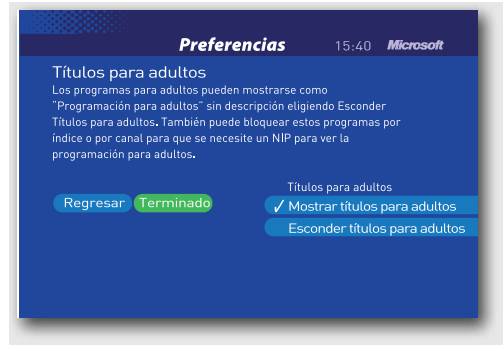 Preferencias 15:40 Microsoft
Títulos para adultos
Los programas para adultos pueden mostrarse como
"Programación para adultos" sin descripción eligiendo Esconder
Títulos para adultos. También puede bloquear estos programas por
índice o por canal para que se necesite un NIP para ver la
programación para adultos.
Títulos para adultos
Regresar Terminado ✓ Mostrar títulos para adultos
Esconder títulos para adultos